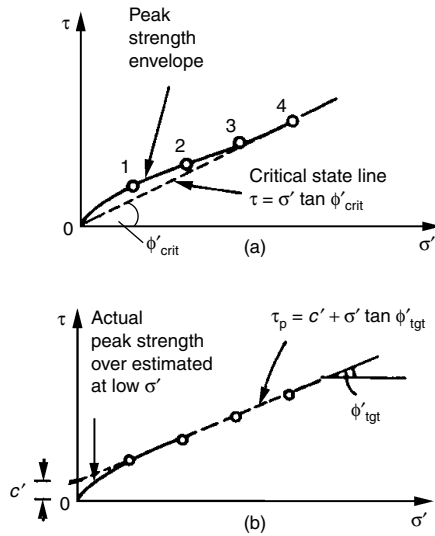 τ
Peak
strength
envelope
1
2
3
4
Critical state line
τ = σ′ tan ϕ′crit
0
ϕ′crit
σ′
(a)
τ
Actual
peak strength
over estimated
at low σ′
τp = c′ + σ′ tan ϕ′tgt
ϕ′tgt
c′
0
σ′
(b)